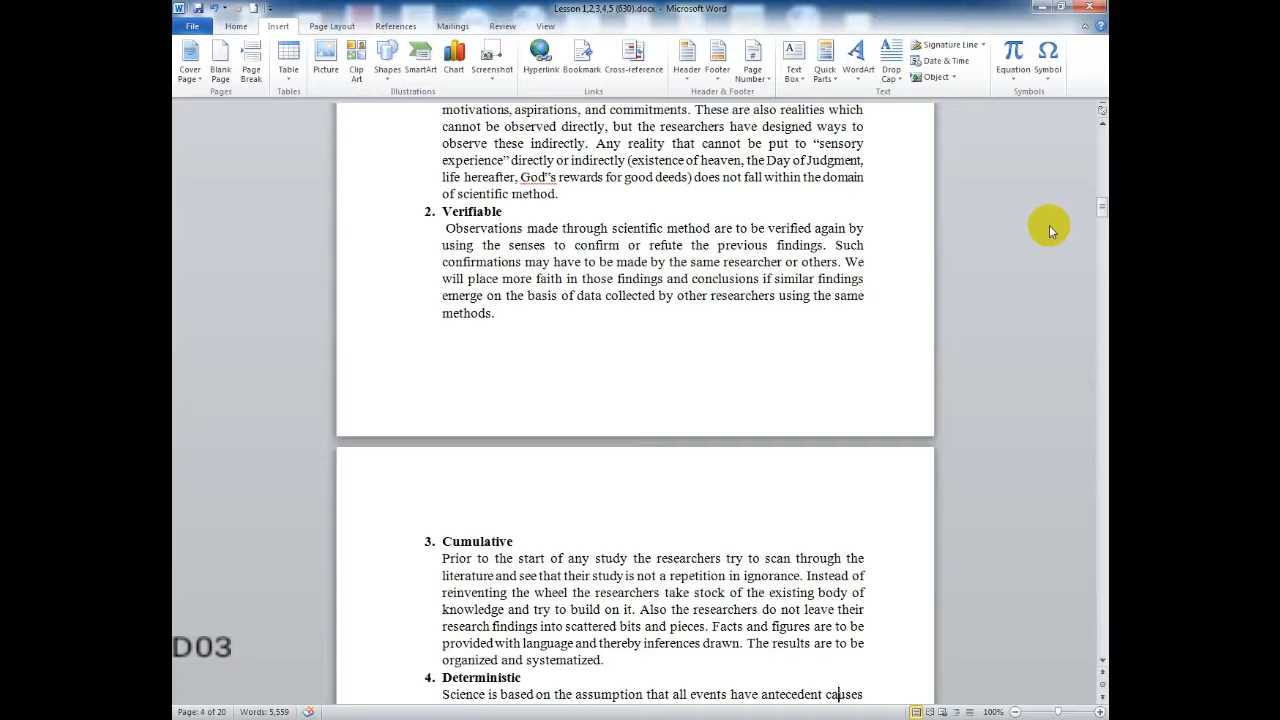 Lesson 1,2,3,4,5 (630).docx - Microsoft Word
File Home Insert Page Layout References Mailings Review View
Cover Page
Blank Page
Page Break
Table
Picture
Clip Art
Shapes
SmartArt
Chart
Screenshot
Hyperlink
Bookmark
Cross-reference
Header
Footer
Page Number
Text Box
Quick Parts
WordArt
Drop Cap
Signature Line
Date & Time
Object
Equation
Symbol
Pages Tables Illustrations Links Header & Footer Text Symbols
motivations, aspirations, and commitments. These are also realities which
cannot be observed directly, but the researchers have designed ways to
observe these indirectly. Any reality that cannot be put to “sensory
experience” directly or indirectly (existence of heaven, the Day of Judgment,
life hereafter, God‟s rewards for good deeds) does not fall within the domain
of scientific method.
2. Verifiable
Observations made through scientific method are to be verified again by
using the senses to confirm or refute the previous findings. Such
confirmations may have to be made by the same researcher or others. We
will place more faith in those findings and conclusions if similar findings
emerge on the basis of data collected by other researchers using the same
methods.
3. Cumulative
Prior to the start of any study the researchers try to scan through the
literature and see that their study is not a repetition in ignorance. Instead of
reinventing the wheel the researchers take stock of the existing body of
knowledge and try to build on it. Also the researchers do not leave their
research findings into scattered bits and pieces. Facts and figures are to be
provided with language and thereby inferences drawn. The results are to be
organized and systematized.
4. Deterministic
Science is based on the assumption that all events have antecedent causes
D03
Page: 4 of 20 Words: 5,559 100%